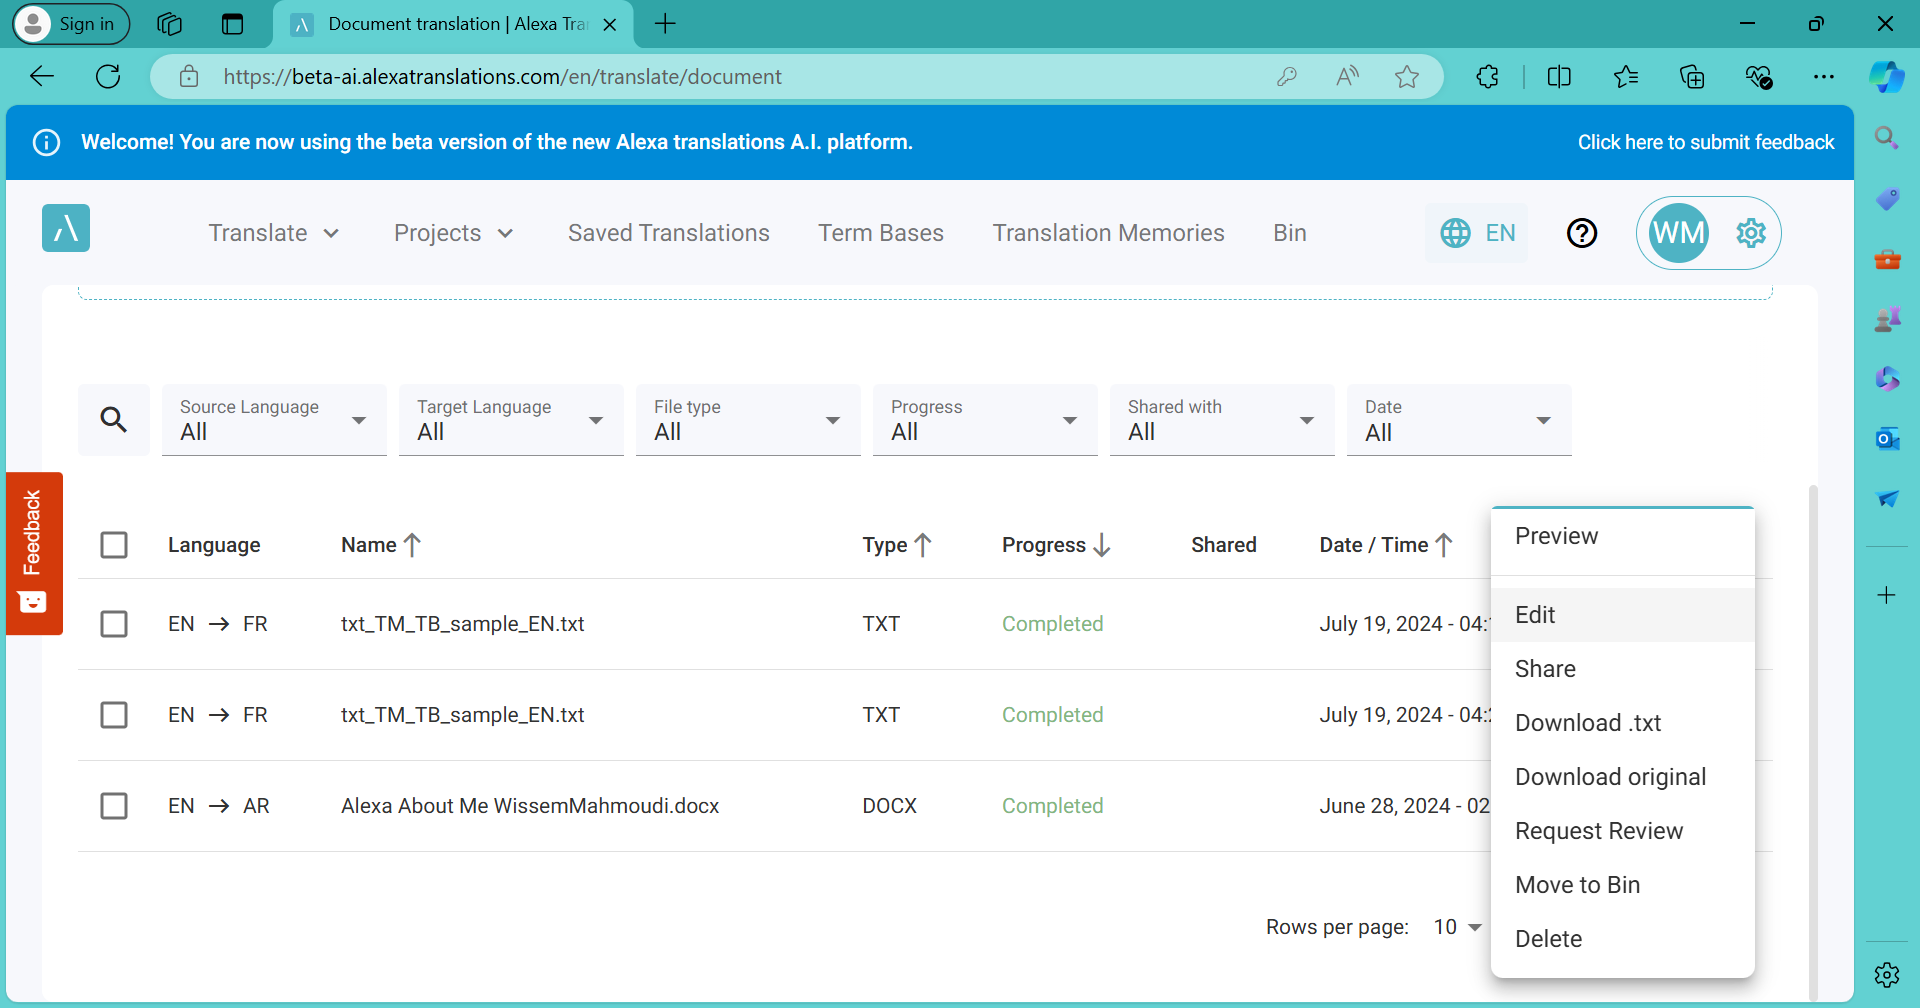 Sign in
Document translation | Alexa Tra
https://beta-ai.alexatranslations.com/en/translate/document
Welcome! You are now using the beta version of the new Alexa translations A.I. platform.
Click here to submit feedback
Translate
Projects
Saved Translations
Term Bases
Translation Memories
Bin
EN
WM
Source Language
All
Target Language
All
File type
All
Progress
All
Shared with
All
Date
All
Feedback
Language
Name
Type
Progress
Shared
Date / Time
EN → FR txt_TM_TB_sample_EN.txt TXT Completed July 19, 2024 - 04:
EN → FR txt_TM_TB_sample_EN.txt TXT Completed July 19, 2024 - 04:
EN → AR Alexa About Me WissemMahmoudi.docx DOCX Completed June 28, 2024 - 02
Preview
Edit
Share
Download .txt
Download original
Request Review
Move to Bin
Delete
Rows per page: 10